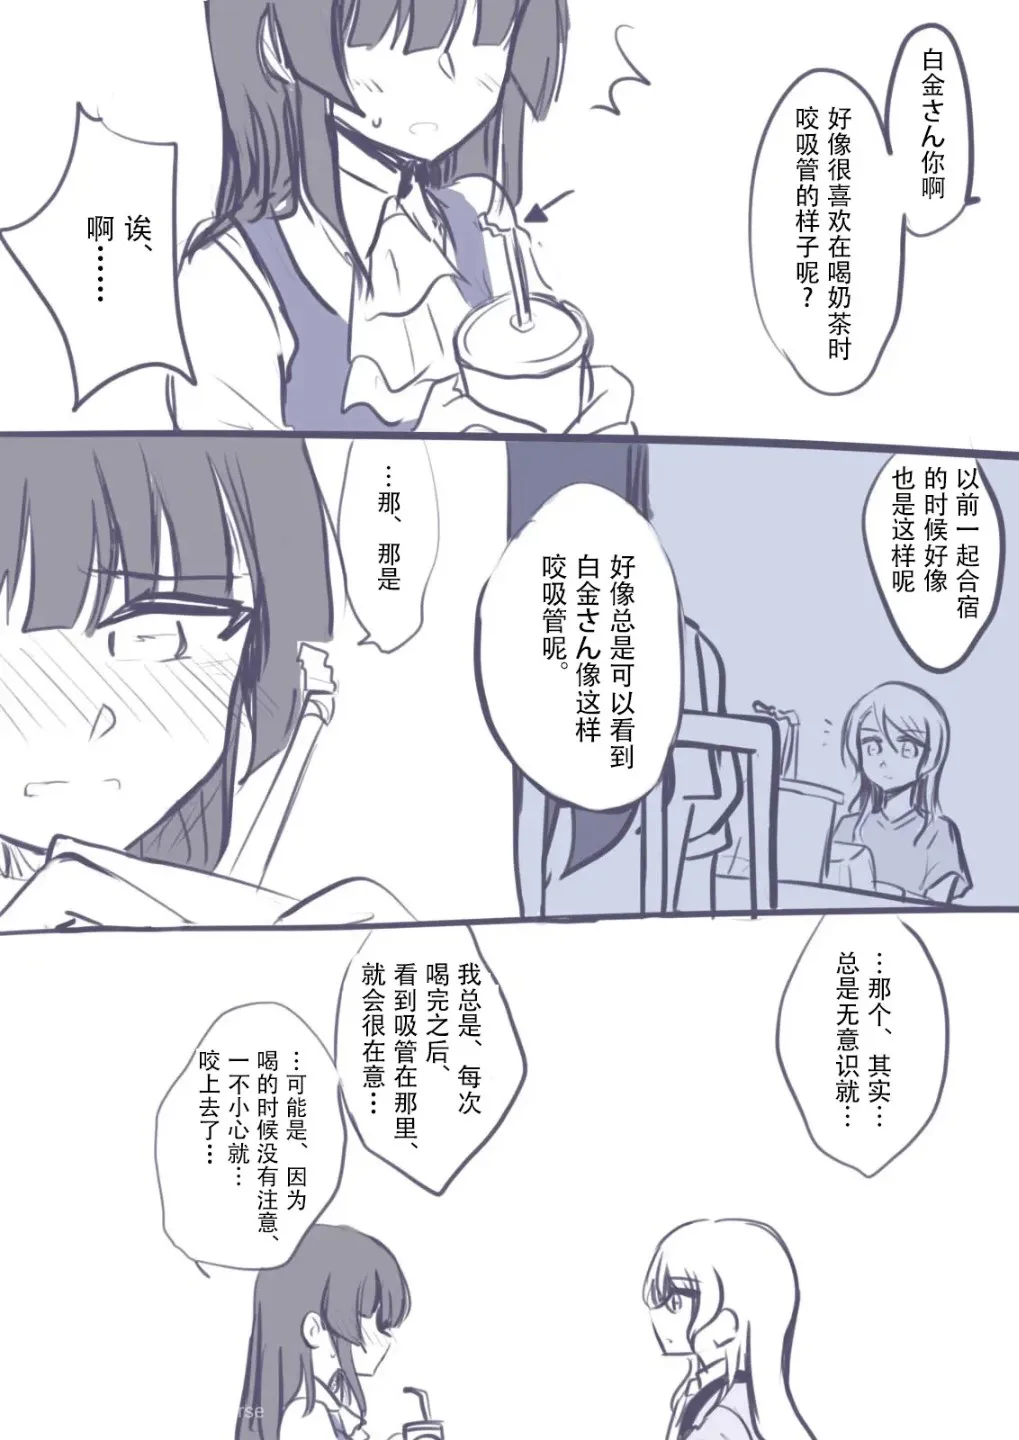 白金さん你啊
好像很喜欢在喝奶茶时
咬吸管的样子呢?
诶、
啊……
以前一起合宿
的时候好像
也是这样呢
好像总是可以看到
白金さん像这样
咬吸管呢。
…那、那是
…那个、其实…
总是无意识就…
我总是、每次
喝完之后、
看到吸管在那里、
就会很在意…
…可能是、因为
喝的时候没有注意、
一不小心就…
咬上去了…
rse